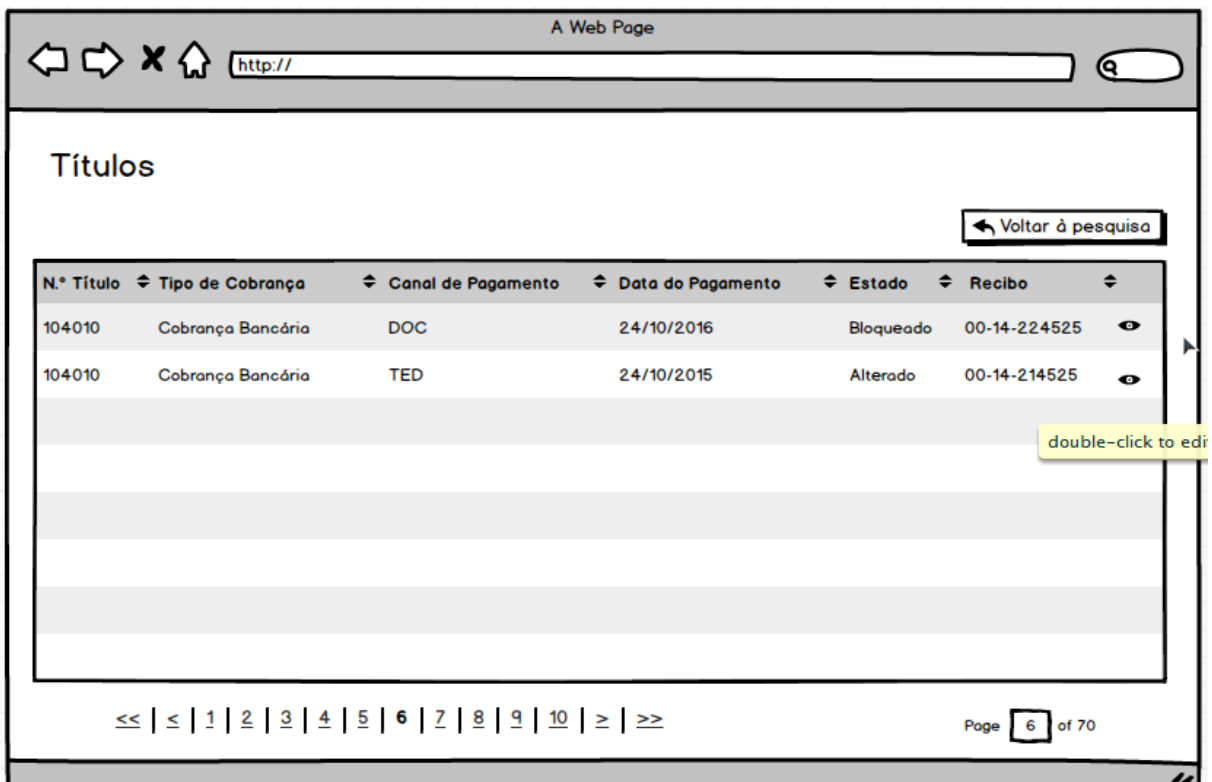 A Web Page
http://
Títulos
Voltar à pesquisa
N.º Título Tipo de Cobrança Canal de Pagamento Data do Pagamento Estado Recibo
104010 Cobrança Bancária DOC 24/10/2016 Bloqueado 00-14-224525
104010 Cobrança Bancária TED 24/10/2015 Alterado 00-14-214525
double-click to edi
<< | < | 1 | 2 | 3 | 4 | 5 | 6 | 7 | 8 | 9 | 10 | > | >>
Page 6 of 70